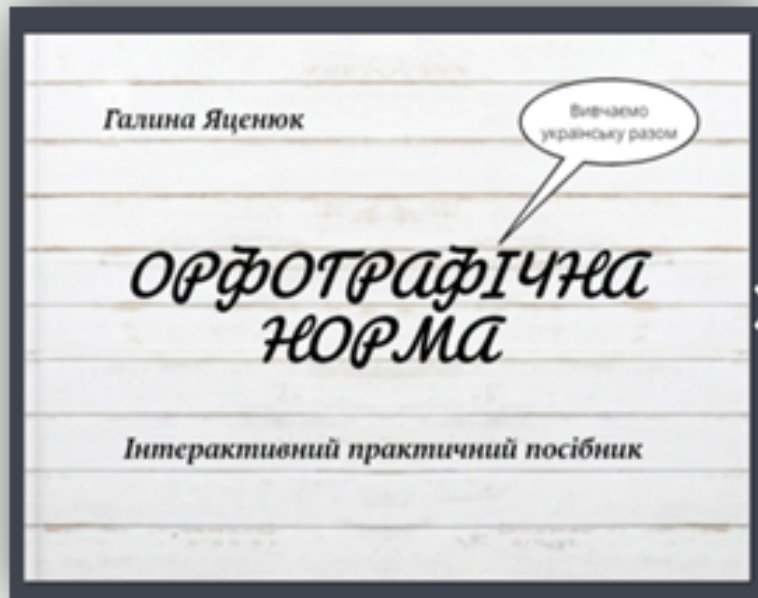 Галина Яценюк
Вивчаємо
українську разом
ОРФОГРАФІЧНА
НОРМА
Інтерактивний практичний посібник